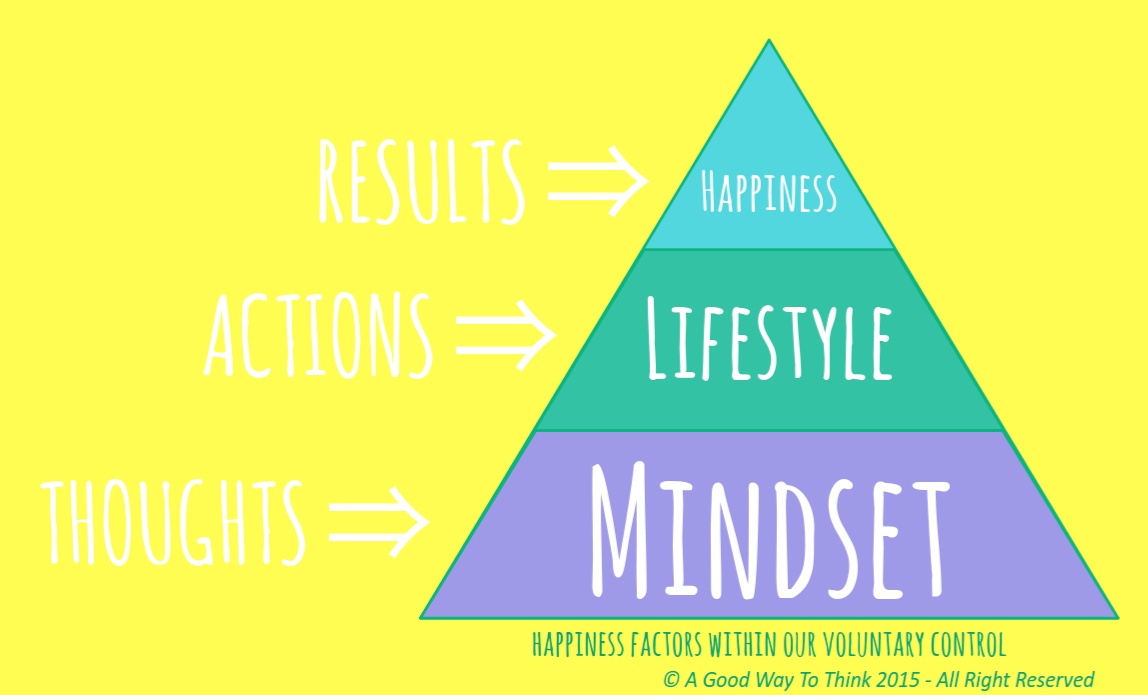 RESULTS ⇒ HAPPINESS
ACTIONS ⇒ LIFESTYLE
THOUGHTS ⇒ MINDSET
HAPPINESS FACTORS WITHIN OUR VOLUNTARY CONTROL
© A Good Way To Think 2015 - All Right Reserved